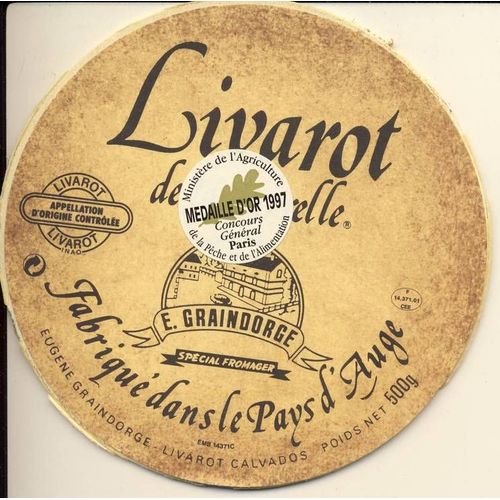 Livarot
de elle®
Ministère de l'Agriculture
MEDAILLE D'OR 1997
Concours
Général
Paris
de la Pêche et de l'Alimentation
LIVAROT
APPELLATION
D'ORIGINE CONTRÔLÉE
LIVAROT
INAO
F
14.371.01
CEE
E. GRAINDORGE
SPÉCIAL FROMAGER
Fabriqué dans le Pays d'Auge
EMB 14371C
EUGENE GRAINDORGE - LIVAROT CALVADOS POIDS NET 500g